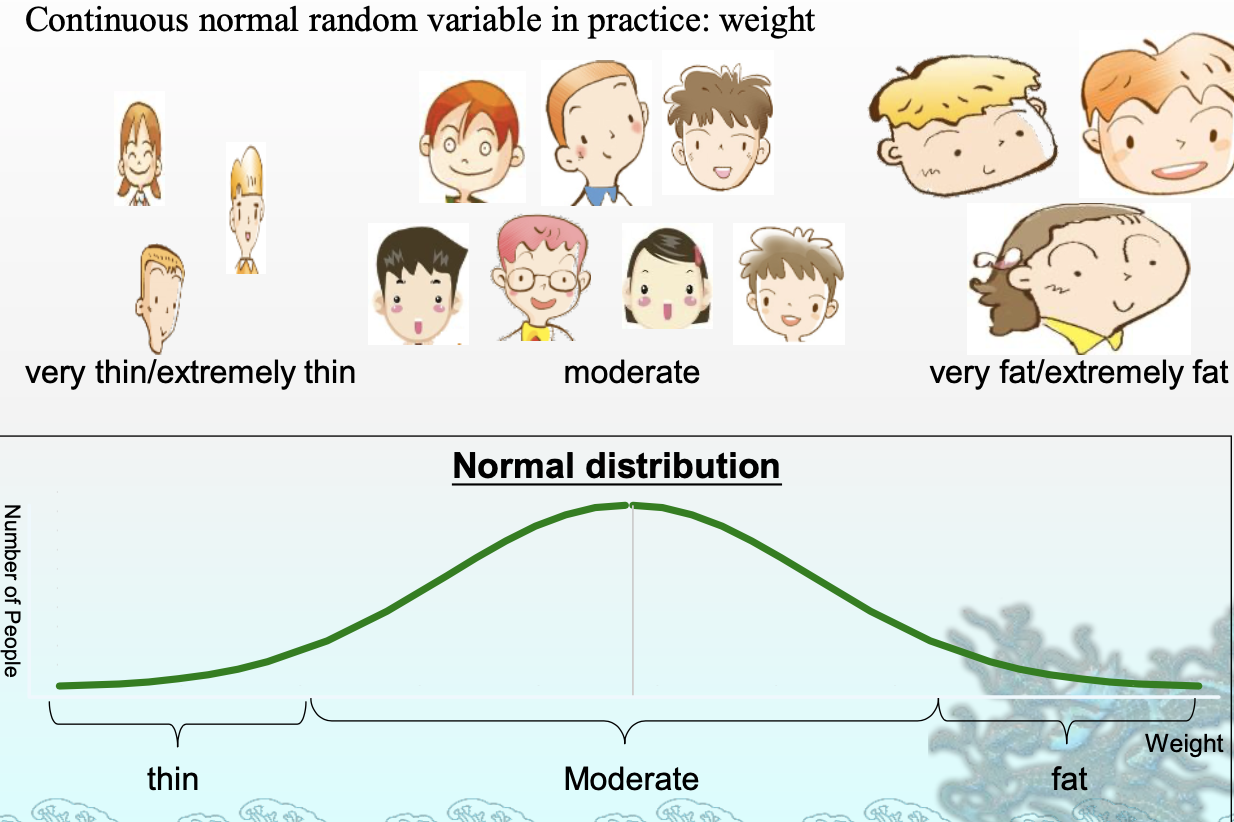 Continuous normal random variable in practice: weight
very thin/extremely thin
moderate
very fat/extremely fat
Normal distribution
Number of People
Weight
thin
Moderate
fat